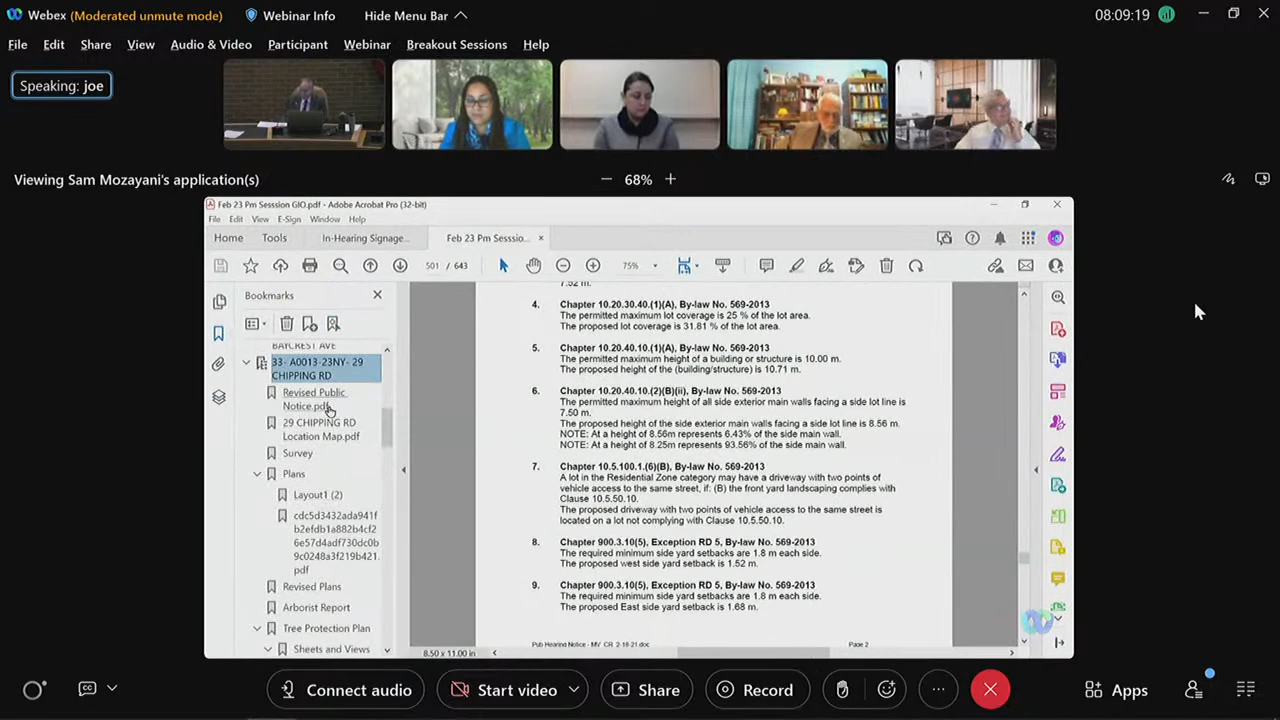 Webex (Moderated unmute mode) Webinar Info Hide Menu Bar 08:09:19
File Edit Share View Audio & Video Participant Webinar Breakout Sessions Help
Speaking: joe
Viewing Sam Mozayani's application(s) 68%
Feb 23 Pm Sesssion GIO.pdf - Adobe Acrobat Pro (32-bit)
File Edit View E-Sign Window Help
Home Tools In-Hearing Signage... Feb 23 Pm Sesssio... ×
501 / 643 75%
Bookmarks
BAYCREST AVE
33- A0013-23NY- 29
CHIPPING RD
Revised Public
Notice.pdf
29 CHIPPING RD
Location Map.pdf
Survey
Plans
Layout1 (2)
cdc5d3432ada941f
b2efdb1a882b4cf2
6e57d4adf730dc0b
9c0248a3f219b421.
pdf
Revised Plans
Arborist Report
Tree Protection Plan
Sheets and Views
7.52 m.
4. Chapter 10.20.30.40.(1)(A), By-law No. 569-2013
The permitted maximum lot coverage is 25 % of the lot area.
The proposed lot coverage is 31.81 % of the lot area.
5. Chapter 10.20.40.10.(1)(A), By-law No. 569-2013
The permitted maximum height of a building or structure is 10.00 m.
The proposed height of the (building/structure) is 10.71 m.
6. Chapter 10.20.40.10.(2)(B)(ii), By-law No. 569-2013
The permitted maximum height of all side exterior main walls facing a side lot line is
7.50 m.
The proposed height of the side exterior main walls facing a side lot line is 8.56 m.
NOTE: At a height of 8.56m represents 6.43% of the side main wall.
NOTE: At a height of 8.25m represents 93.56% of the side main wall.
7. Chapter 10.5.100.1.(6)(B), By-law No. 569-2013
A lot in the Residential Zone category may have a driveway with two points of
vehicle access to the same street, if: (B) the front yard landscaping complies with
Clause 10.5.50.10.
The proposed driveway with two points of vehicle access to the same street is
located on a lot not complying with Clause 10.5.50.10.
8. Chapter 900.3.10(5), Exception RD 5, By-law No. 569-2013
The required minimum side yard setbacks are 1.8 m each side.
The proposed west side yard setback is 1.52 m.
9. Chapter 900.3.10(5), Exception RD 5, By-law No. 569-2013
The required minimum side yard setbacks are 1.8 m each side.
The proposed East side yard setback is 1.68 m.
Pub Hearing Notice - MV_CR_2-18-21.doc Page 2
8.50 x 11.00 in
Connect audio Start video Share Record Apps